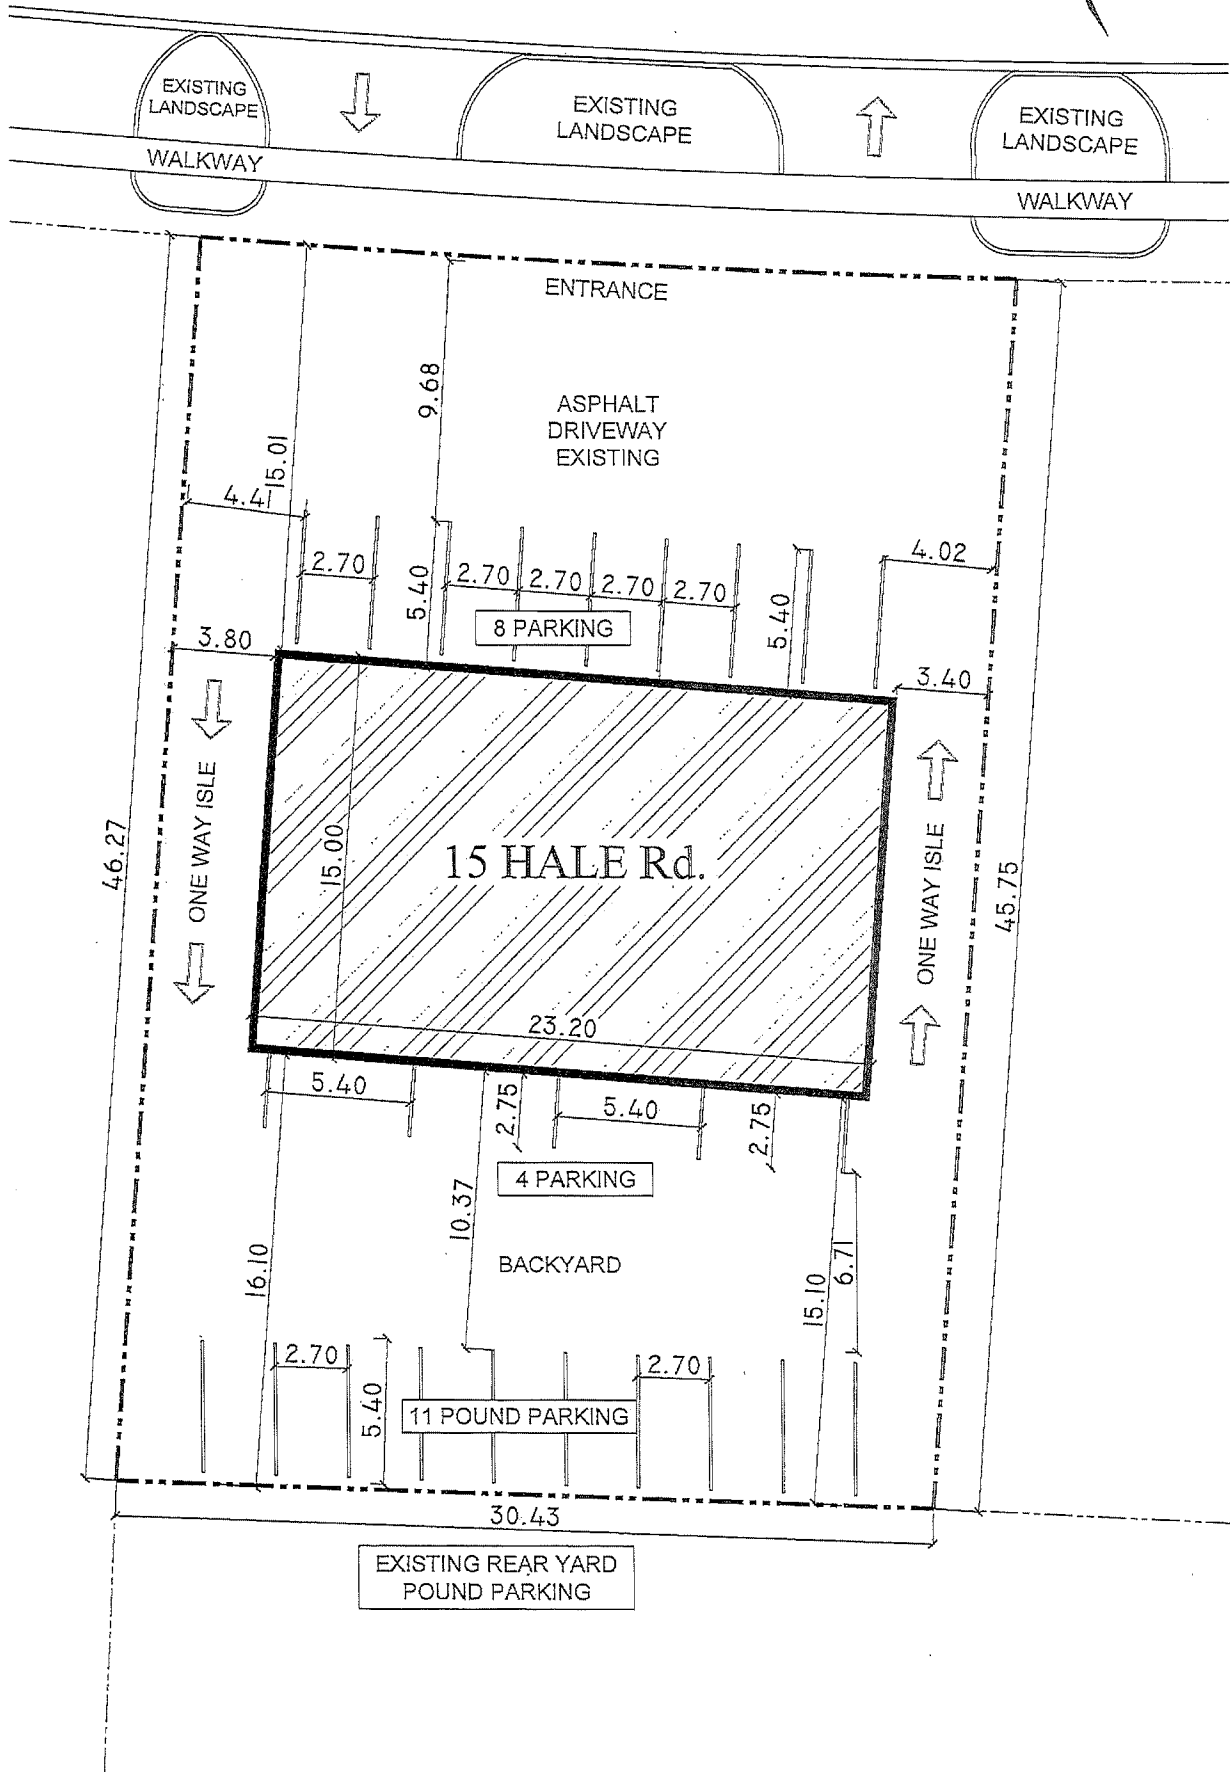 EXISTING
LANDSCAPE
EXISTING
LANDSCAPE
EXISTING
LANDSCAPE
WALKWAY
WALKWAY
ENTRANCE
9.68
ASPHALT
DRIVEWAY
EXISTING
15.01
4.41
4.02
2.70
5.40
2.70
2.70
2.70
2.70
5.40
8 PARKING
3.80
3.40
46.27
ONE WAY ISLE
15.00
15 HALE Rd.
ONE WAY ISLE
45.75
23.20
5.40
2.75
5.40
2.75
4 PARKING
16.10
10.37
BACKYARD
15.10
6.71
2.70
5.40
2.70
11 POUND PARKING
30.43
EXISTING REAR YARD
POUND PARKING